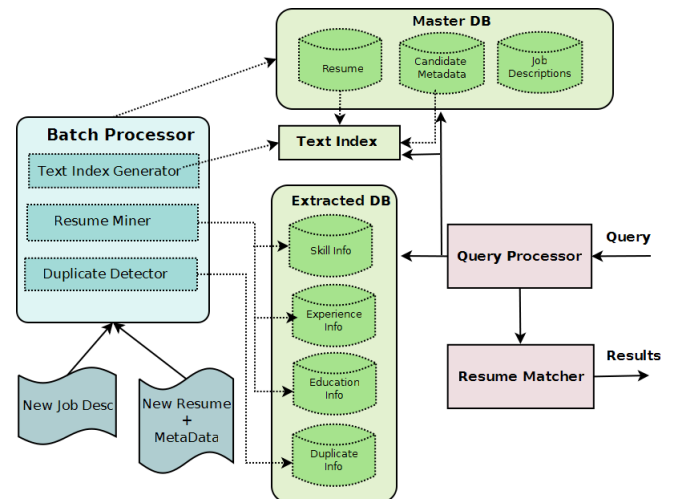 Master DB
Resume
Candidate
Metadata
Job
Descriptions
Batch Processor
Text Index Generator
Resume Miner
Duplicate Detector
Text Index
Extracted DB
Skill Info
Experience
Info
Education
Info
Duplicate
Info
Query Processor
Query
Resume Matcher
Results
New Job Desc
New Resume
+
MetaData